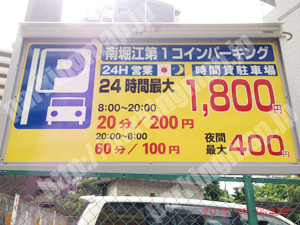 南堀江第1コインパーキング
24H営業 時間貸駐車場
24時間最大 1,800円
8:00~20:00
20分/200円
20:00~8:00
60分/100円
夜間最大400円
P